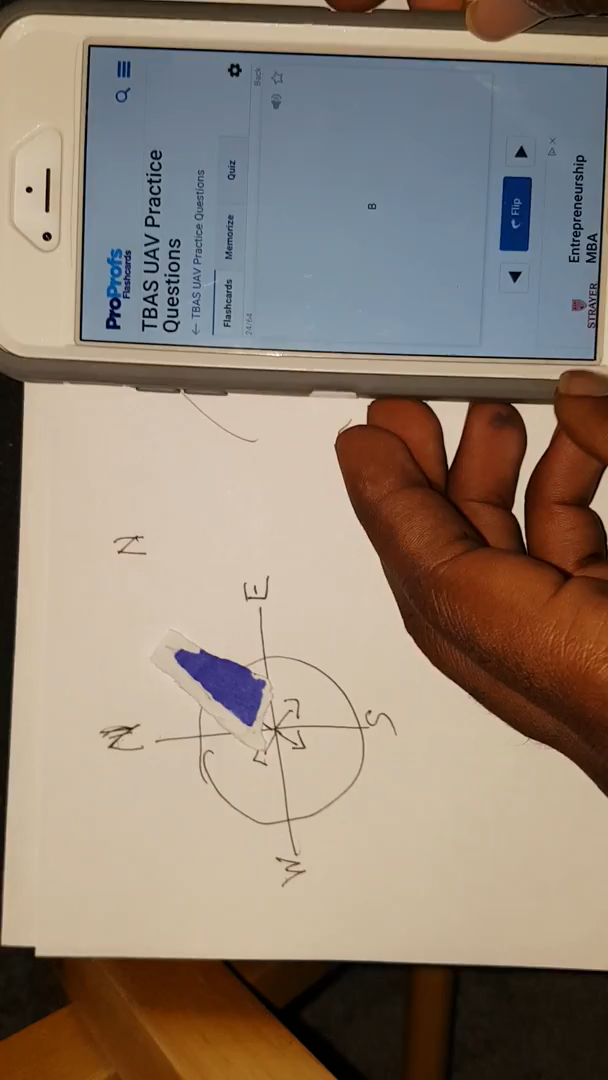 ProProfs
Flashcards
TBAS UAV Practice
Questions
← TBAS UAV Practice Questions
Flashcards Memorize Quiz
24/64
Back
B
Flip
STRAYER
Entrepreneurship
MBA
N
N
E
S
W